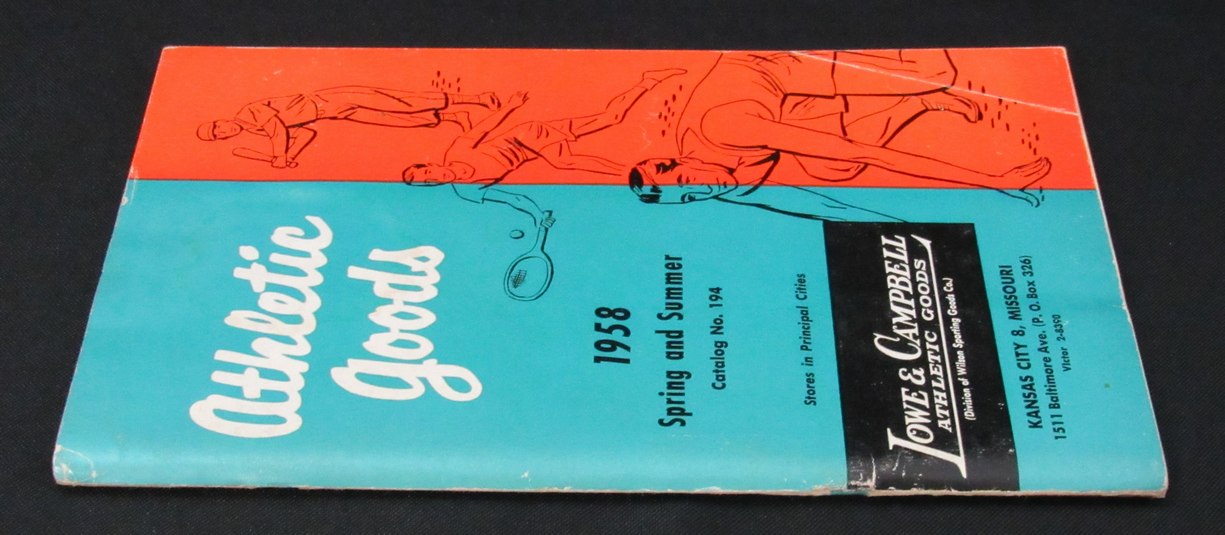 Athletic
Goods
1958
Spring and Summer
Catalog No. 194
Stores in Principal Cities
LOWE & CAMPBELL
ATHLETIC GOODS
(Division of Wilson Sporting Goods Co.)
KANSAS CITY 8, MISSOURI
1511 Baltimore Ave. (P. O. Box 326)
VIctor 2-8390